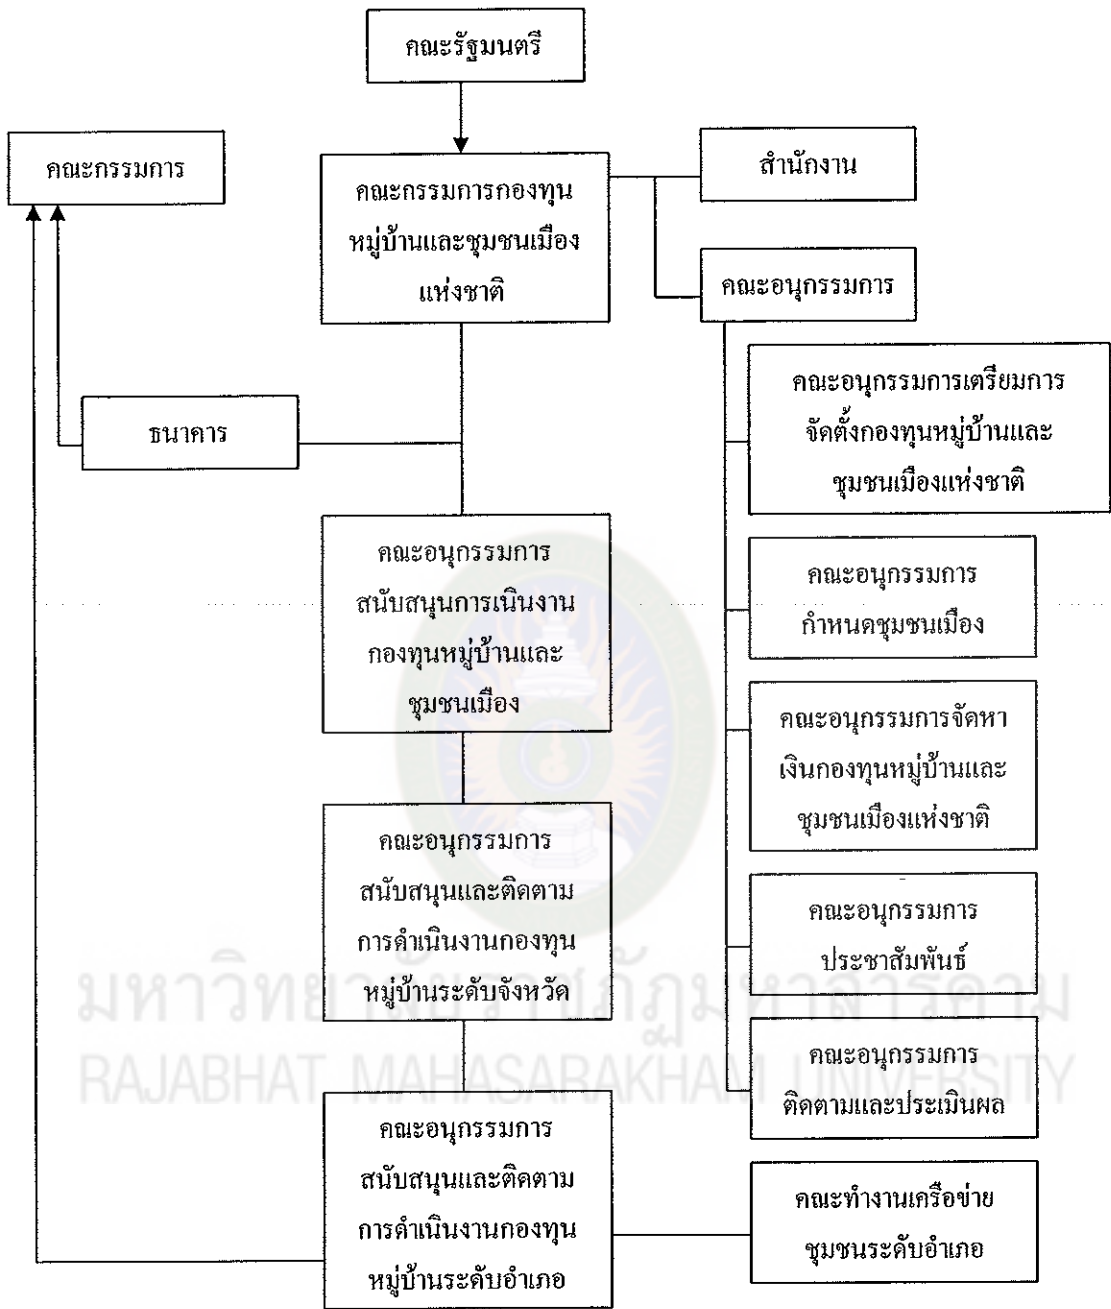 คณะรัฐมนตรี
คณะกรรมการ
คณะกรรมการกองทุน
หมู่บ้านและชุมชนเมือง
แห่งชาติ
สำนักงาน
คณะอนุกรรมการ
ธนาคาร
คณะอนุกรรมการเตรียมการ
จัดตั้งกองทุนหมู่บ้านและ
ชุมชนเมืองแห่งชาติ
คณะอนุกรรมการ
สนับสนุนการเนินงาน
กองทุนหมู่บ้านและ
ชุมชนเมือง
คณะอนุกรรมการ
กำหนดชุมชนเมือง
คณะอนุกรรมการจัดหา
เงินกองทุนหมู่บ้านและ
ชุมชนเมืองแห่งชาติ
คณะอนุกรรมการ
สนับสนุนและติดตาม
การดำเนินงานกองทุน
หมู่บ้านระดับจังหวัด
คณะอนุกรรมการ
ประชาสัมพันธ์
มหาวิทยาลัยราชภัฏมหาสารคาม
RAJABHAT MAHASARAKHAM UNIVERSITY
คณะอนุกรรมการ
ติดตามและประเมินผล
คณะอนุกรรมการ
สนับสนุนและติดตาม
การดำเนินงานกองทุน
หมู่บ้านระดับอำเภอ
คณะทำงานเครือข่าย
ชุมชนระดับอำเภอ